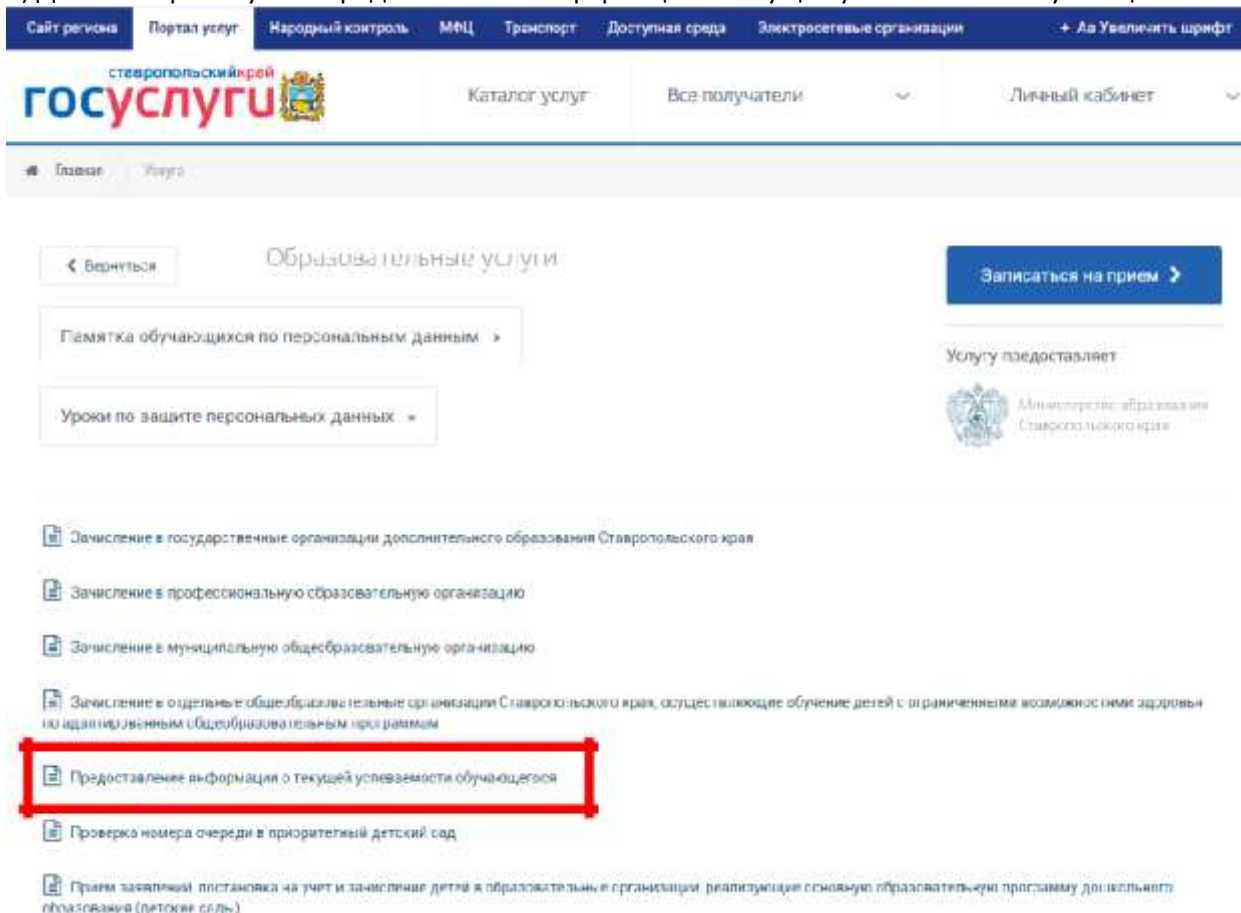 Сайт региона Портал услуг Народный контроль МФЦ Транспорт Доступная среда Электросетевые организации + Аа Увеличить шрифт
ставропольскийкрай
госуслуги
Каталог услуг Все получатели Личный кабинет
Главная Услуга
Вернуться Образовательные услуги Записаться на прием
Памятка обучающихся по персональным данным »
Услугу предоставляет
Уроки по защите персональных данных »
Министерство образования
Ставропольского края
Зачисление в государственные организации дополнительного образования Ставропольского края
Зачисление в профессиональную образовательную организацию
Зачисление в муниципальную общеобразовательную организацию
Зачисление в отдельные общеобразовательные организации Ставропольского края, осуществляющие обучение детей с ограниченными возможностями здоровья
по адаптированным общеобразовательным программам
Предоставление информации о текущей успеваемости обучающегося
Проверка номера очереди в приоритетный детский сад
Прием заявлений, постановка на учет и зачисление детей в образовательные организации, реализующие основную образовательную программу дошкольного
образования (детские сады)